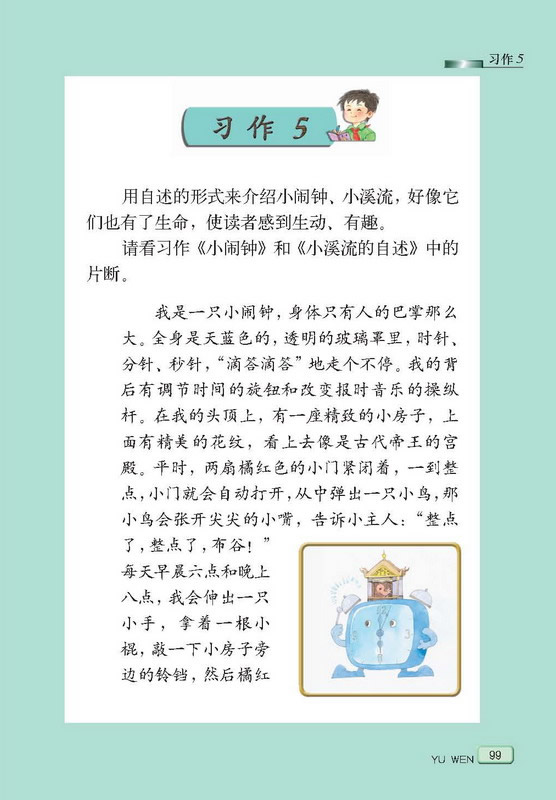 习作5
习作5
用自述的形式来介绍小闹钟、小溪流，好像它
们也有了生命，使读者感到生动、有趣。
请看习作《小闹钟》和《小溪流的自述》中的
片断。
我是一只小闹钟，身体只有人的巴掌那么
大。全身是天蓝色的，透明的玻璃罩里，时针、
分针、秒针，“滴答滴答”地走个不停。我的背
后有调节时间的旋钮和改变报时音乐的操纵
杆。在我的头顶上，有一座精致的小房子，上
面有精美的花纹，看上去像是古代帝王的宫
殿。平时，两扇橘红色的小门紧闭着，一到整
点，小门就会自动打开，从中弹出一只小鸟，那
小鸟会张开尖尖的小嘴，告诉小主人：“整点
了，整点了，布谷！”
每天早晨六点和晚上
八点，我会伸出一只
小手，拿着一根小
棍，敲一下小房子旁
边的铃铛，然后橘红
12
3
6
YU WEN 99